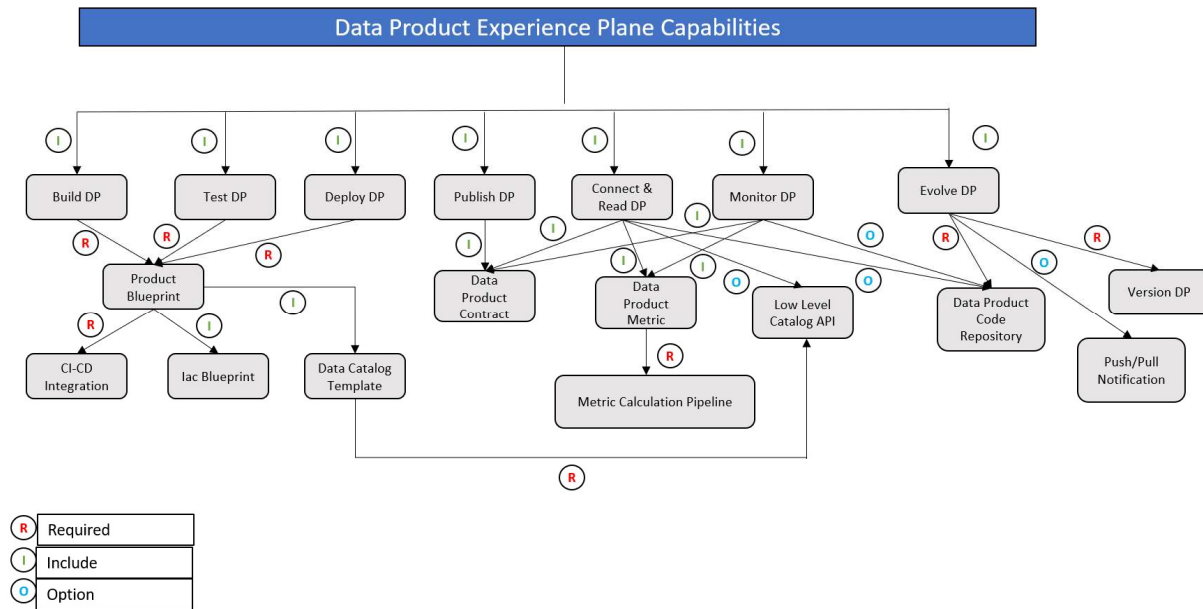 Data Product Experience Plane Capabilities
I
I
I
I
I
I
I
Build DP
Test DP
Deploy DP
Publish DP
Connect &
Read DP
Monitor DP
Evolve DP
R
R
R
I
I
I
O
R
O
R
Product
Blueprint
I
Data
Product
Contract
I
I
Data
Product
Metric
O
O
Low Level
Catalog API
Data Product
Code
Repository
Version DP
R
I
R
CI-CD
Integration
Iac Blueprint
Data Catalog
Template
Metric Calculation Pipeline
Push/Pull
Notification
R
R Required
I Include
O Option